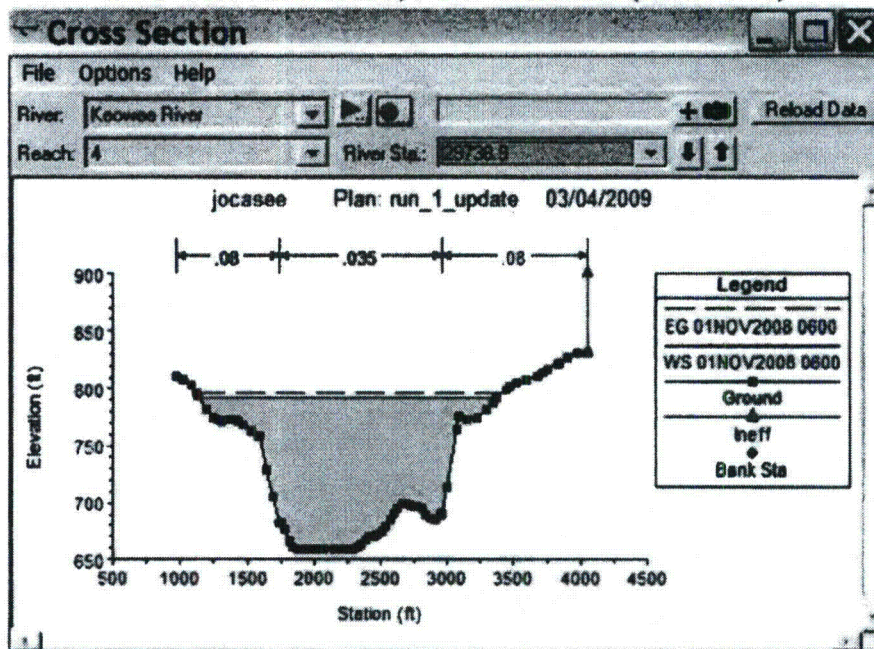 Cross Section
File Options Help
River: Keowee River Reload Data
Reach: 4 River Sta.: 29738.9
jocasee Plan: run_1_update 03/04/2009
.08 .035 .08
Elevation (ft)
900
850
800
750
700
650
500 1000 1500 2000 2500 3000 3500 4000 4500
Station (ft)
Legend
EG 01NOV2008 0600
WS 01NOV2008 0600
Ground
Ineff
Bank Sta